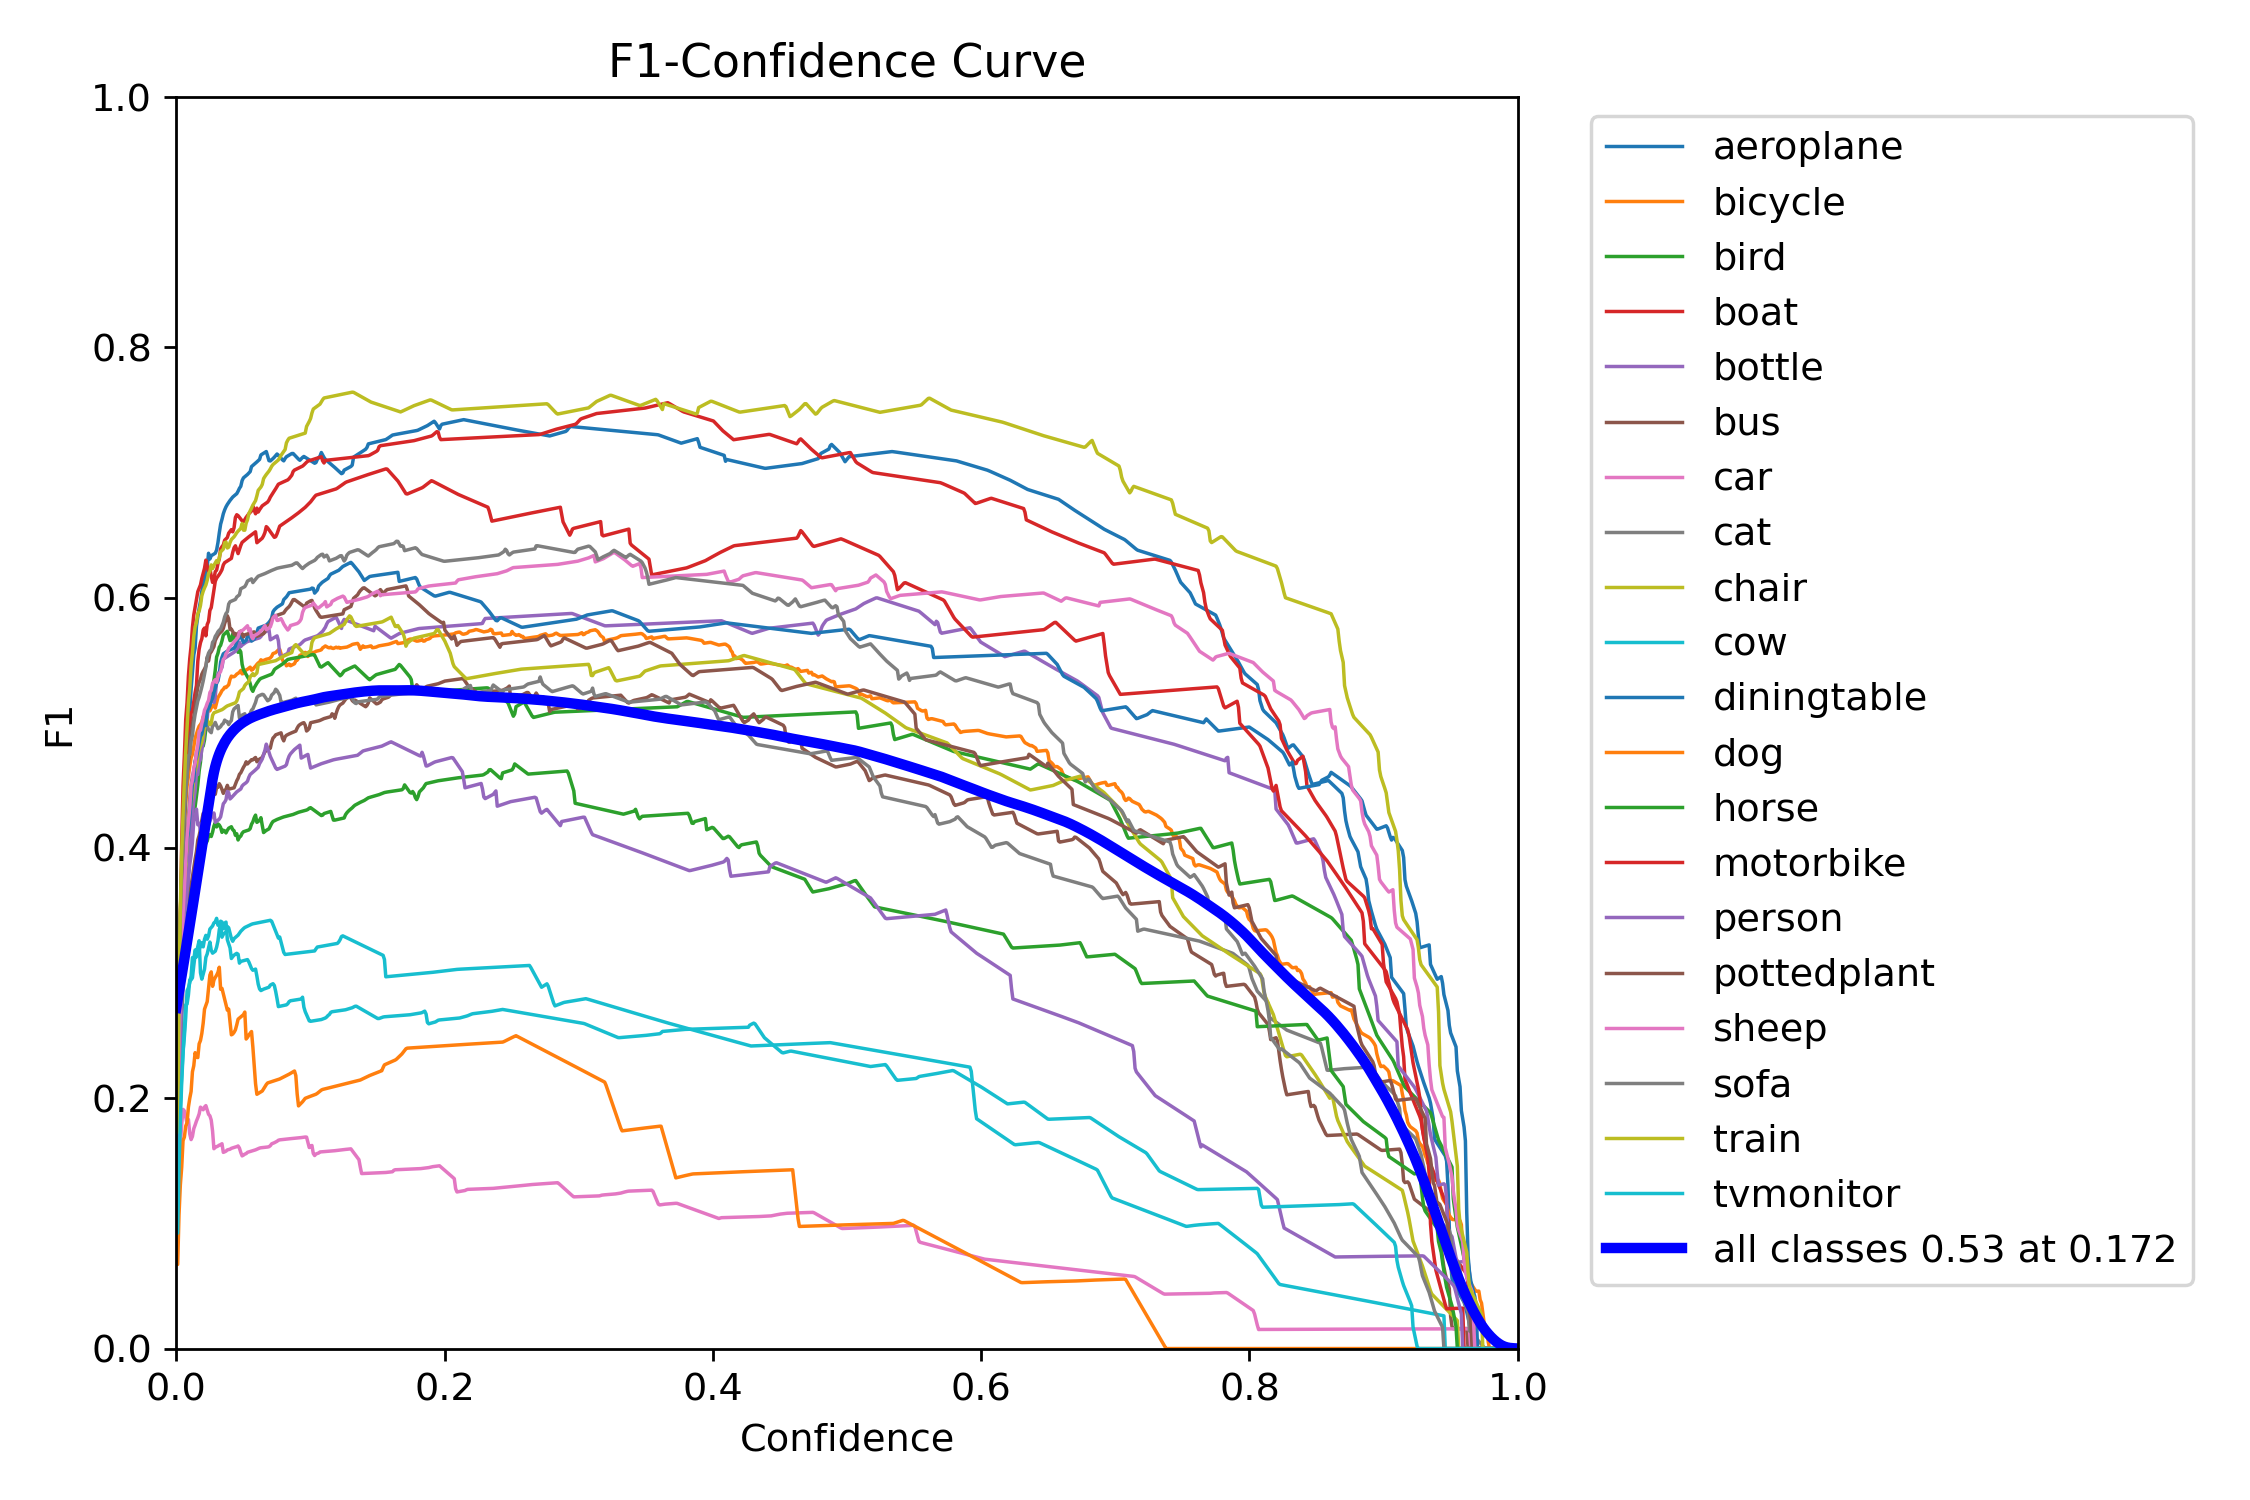 F1-Confidence Curve
1.0
0.8
0.6
0.4
0.2
0.0
F1
0.0 0.2 0.4 0.6 0.8 1.0
Confidence
aeroplane
bicycle
bird
boat
bottle
bus
car
cat
chair
cow
diningtable
dog
horse
motorbike
person
pottedplant
sheep
sofa
train
tvmonitor
all classes 0.53 at 0.172